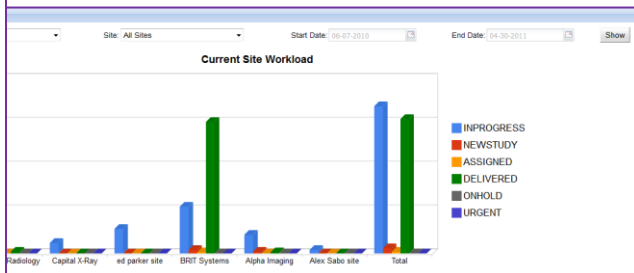 Site: All Sites Start Date: 06-07-2010 End Date: 04-30-2011 Show
Current Site Workload
INPROGRESS
NEWSTUDY
ASSIGNED
DELIVERED
ONHOLD
URGENT
Radiology Capital X-Ray ed parker site BRIT Systems Alpha Imaging Alex Sabo site Total